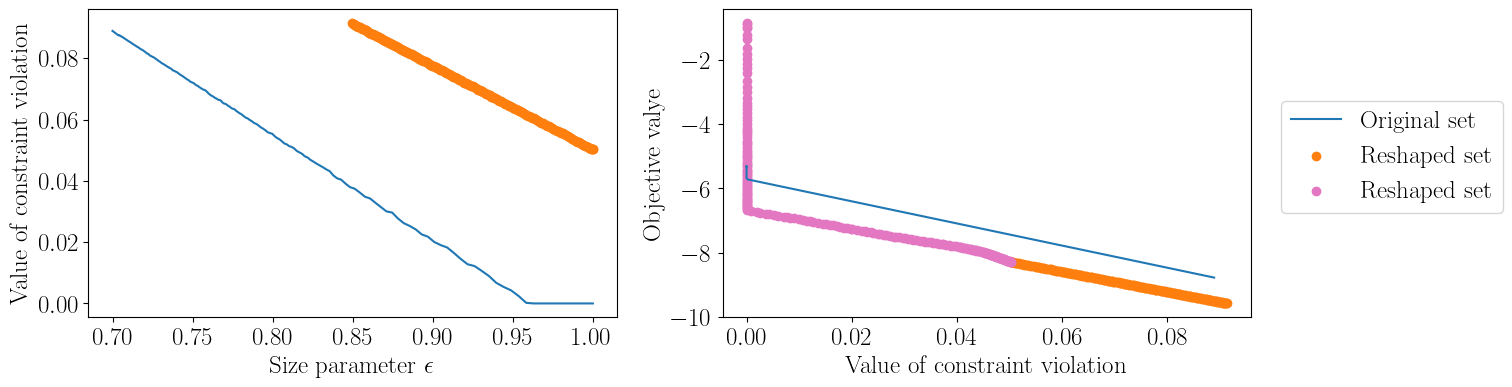 Value of constraint violation
0.08
0.06
0.04
0.02
0.00
0.70 0.75 0.80 0.85 0.90 0.95 1.00
Size parameter ϵ
Objective valye
−2
−4
−6
−8
−10
0.00 0.02 0.04 0.06 0.08
Value of constraint violation
Original set
Reshaped set
Reshaped set